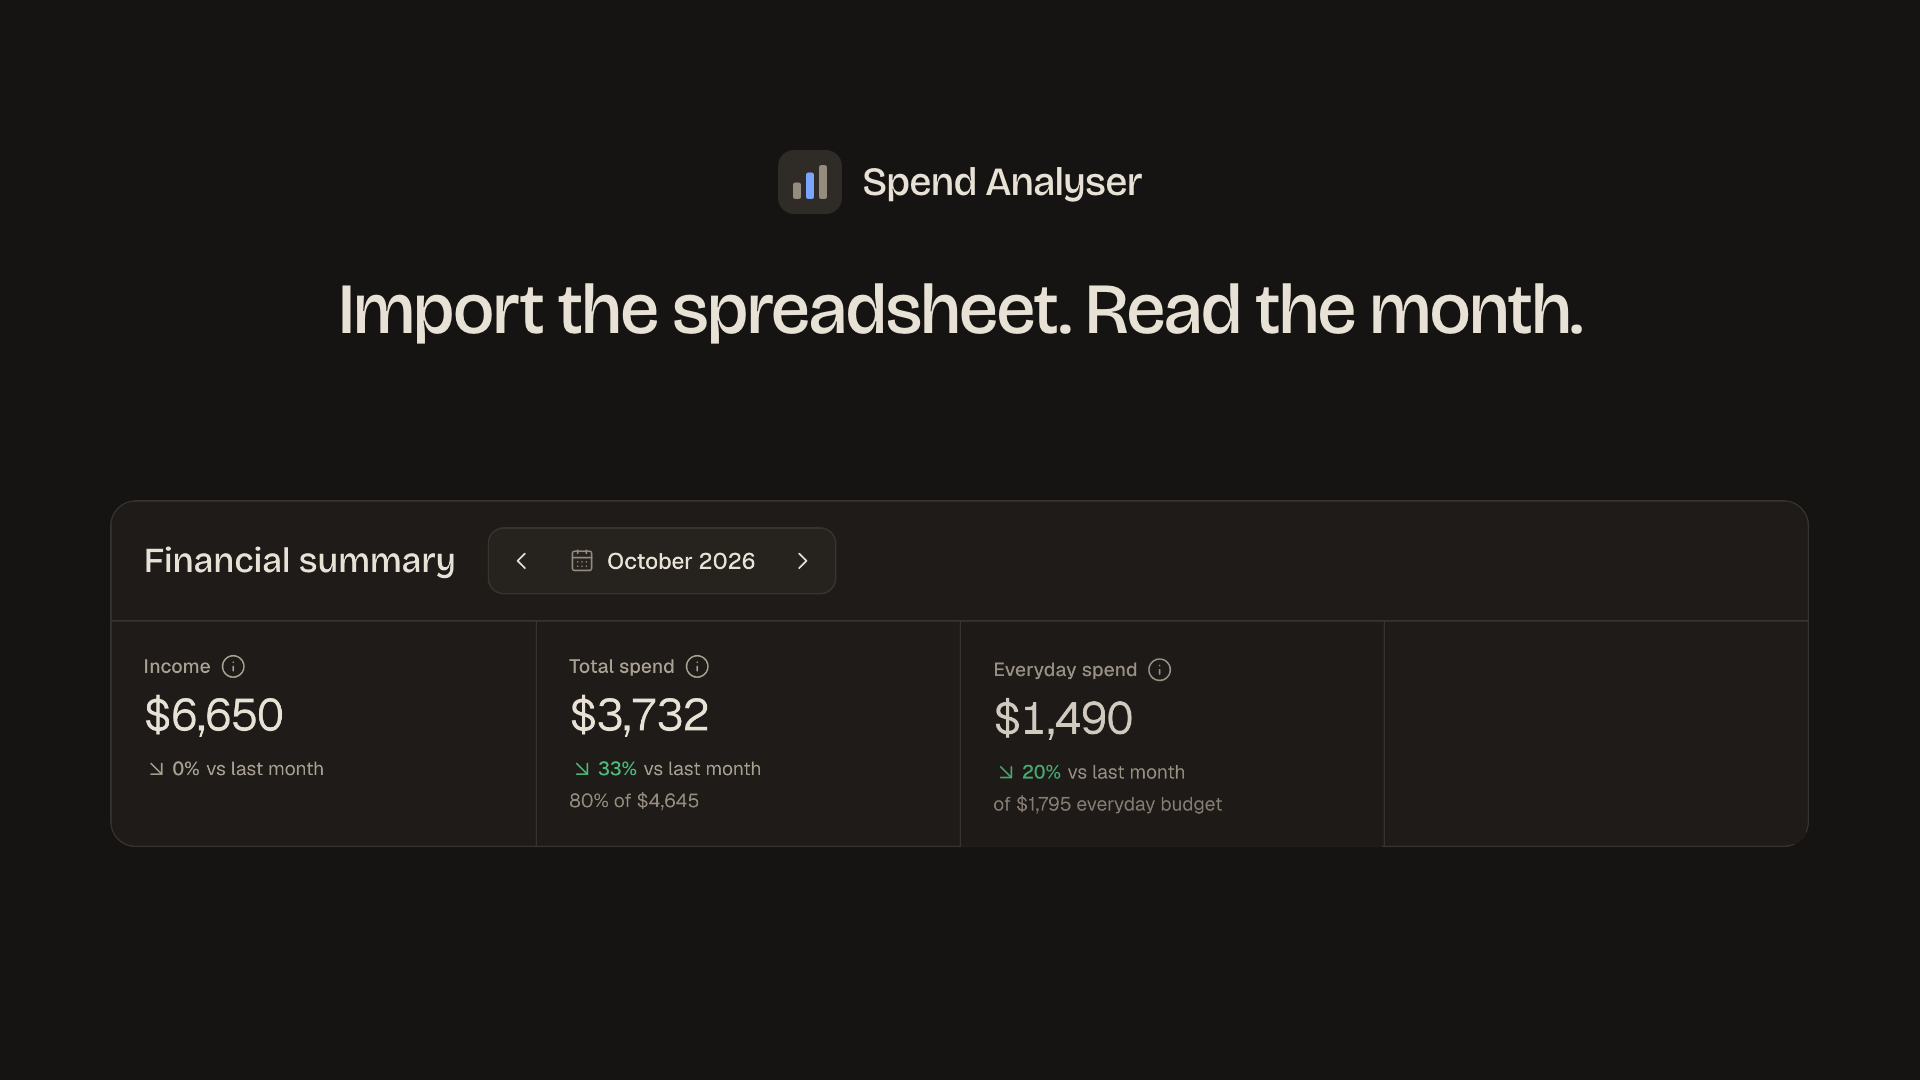 Spend Analyser
Import the spreadsheet. Read the month.
Financial summary
October 2026
Income
$6,650
0% vs last month
Total spend
$3,732
33% vs last month
80% of $4,645
Everyday spend
$1,490
20% vs last month
of $1,795 everyday budget